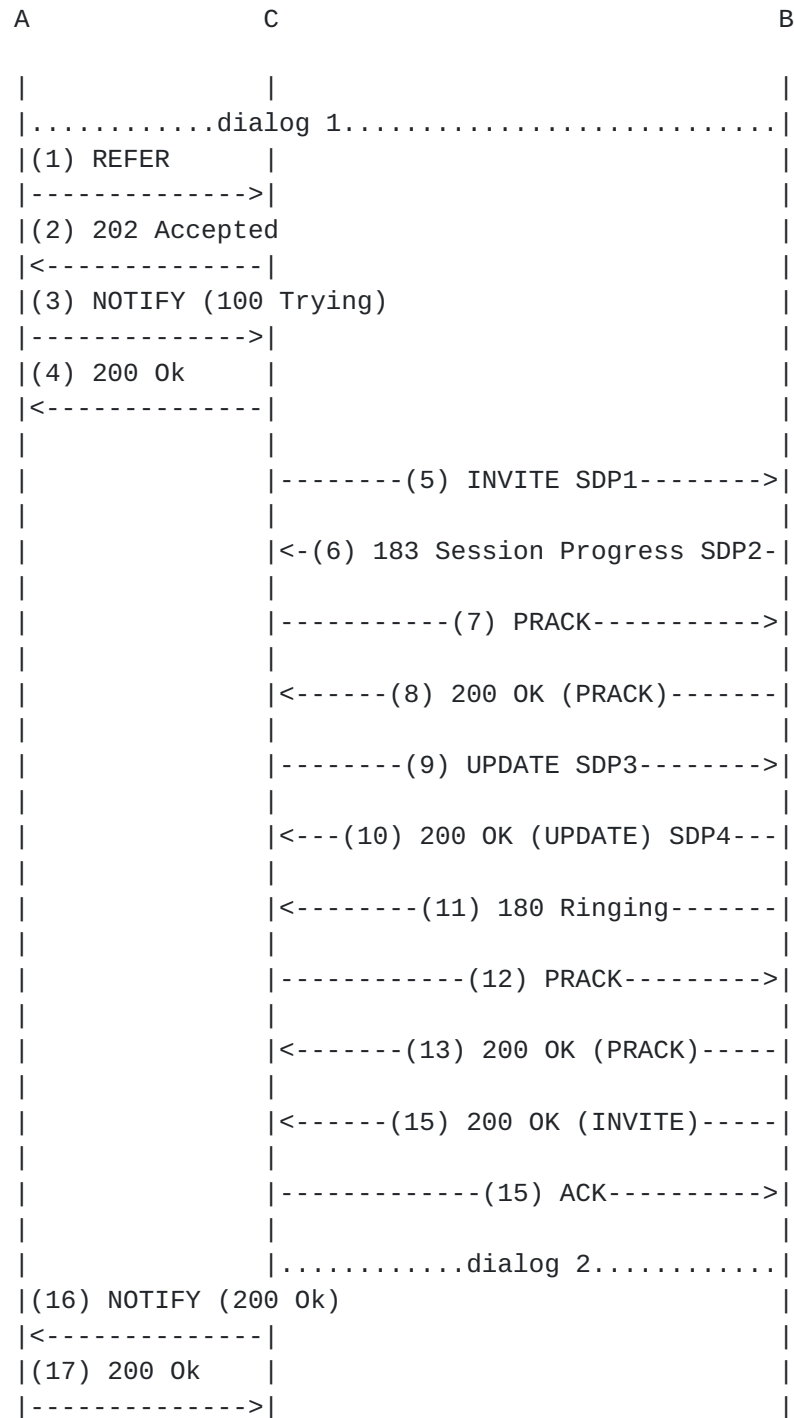 A                C                                B
|                |                                |
|............dialog 1............................|
|(1) REFER       |                                |
|-------------->|                                |
|(2) 202 Accepted                                |
|<--------------|                                |
|(3) NOTIFY (100 Trying)                         |
|-------------->|                                |
|(4) 200 Ok      |                                |
|<--------------|                                |
|                |                                |
|                |--------(5) INVITE SDP1-------->|
|                |                                |
|                |<-(6) 183 Session Progress SDP2-|
|                |                                |
|                |-----------(7) PRACK----------->|
|                |                                |
|                |<------(8) 200 OK (PRACK)-------|
|                |                                |
|                |--------(9) UPDATE SDP3-------->|
|                |                                |
|                |<---(10) 200 OK (UPDATE) SDP4---|
|                |                                |
|                |<--------(11) 180 Ringing-------|
|                |                                |
|                |------------(12) PRACK--------->|
|                |                                |
|                |<-------(13) 200 OK (PRACK)-----|
|                |                                |
|                |<------(15) 200 OK (INVITE)-----|
|                |                                |
|                |-------------(15) ACK---------->|
|                |                                |
|                |............dialog 2............|
|(16) NOTIFY (200 Ok)                            |
|<--------------|                                |
|(17) 200 Ok     |                                |
|-------------->|                                |